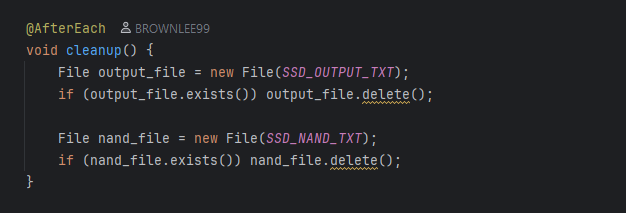 @AfterEach BROWNLEE99
void cleanup() {
    File output_file = new File(SSD_OUTPUT_TXT);
    if (output_file.exists()) output_file.delete();

    File nand_file = new File(SSD_NAND_TXT);
    if (nand_file.exists()) nand_file.delete();
}